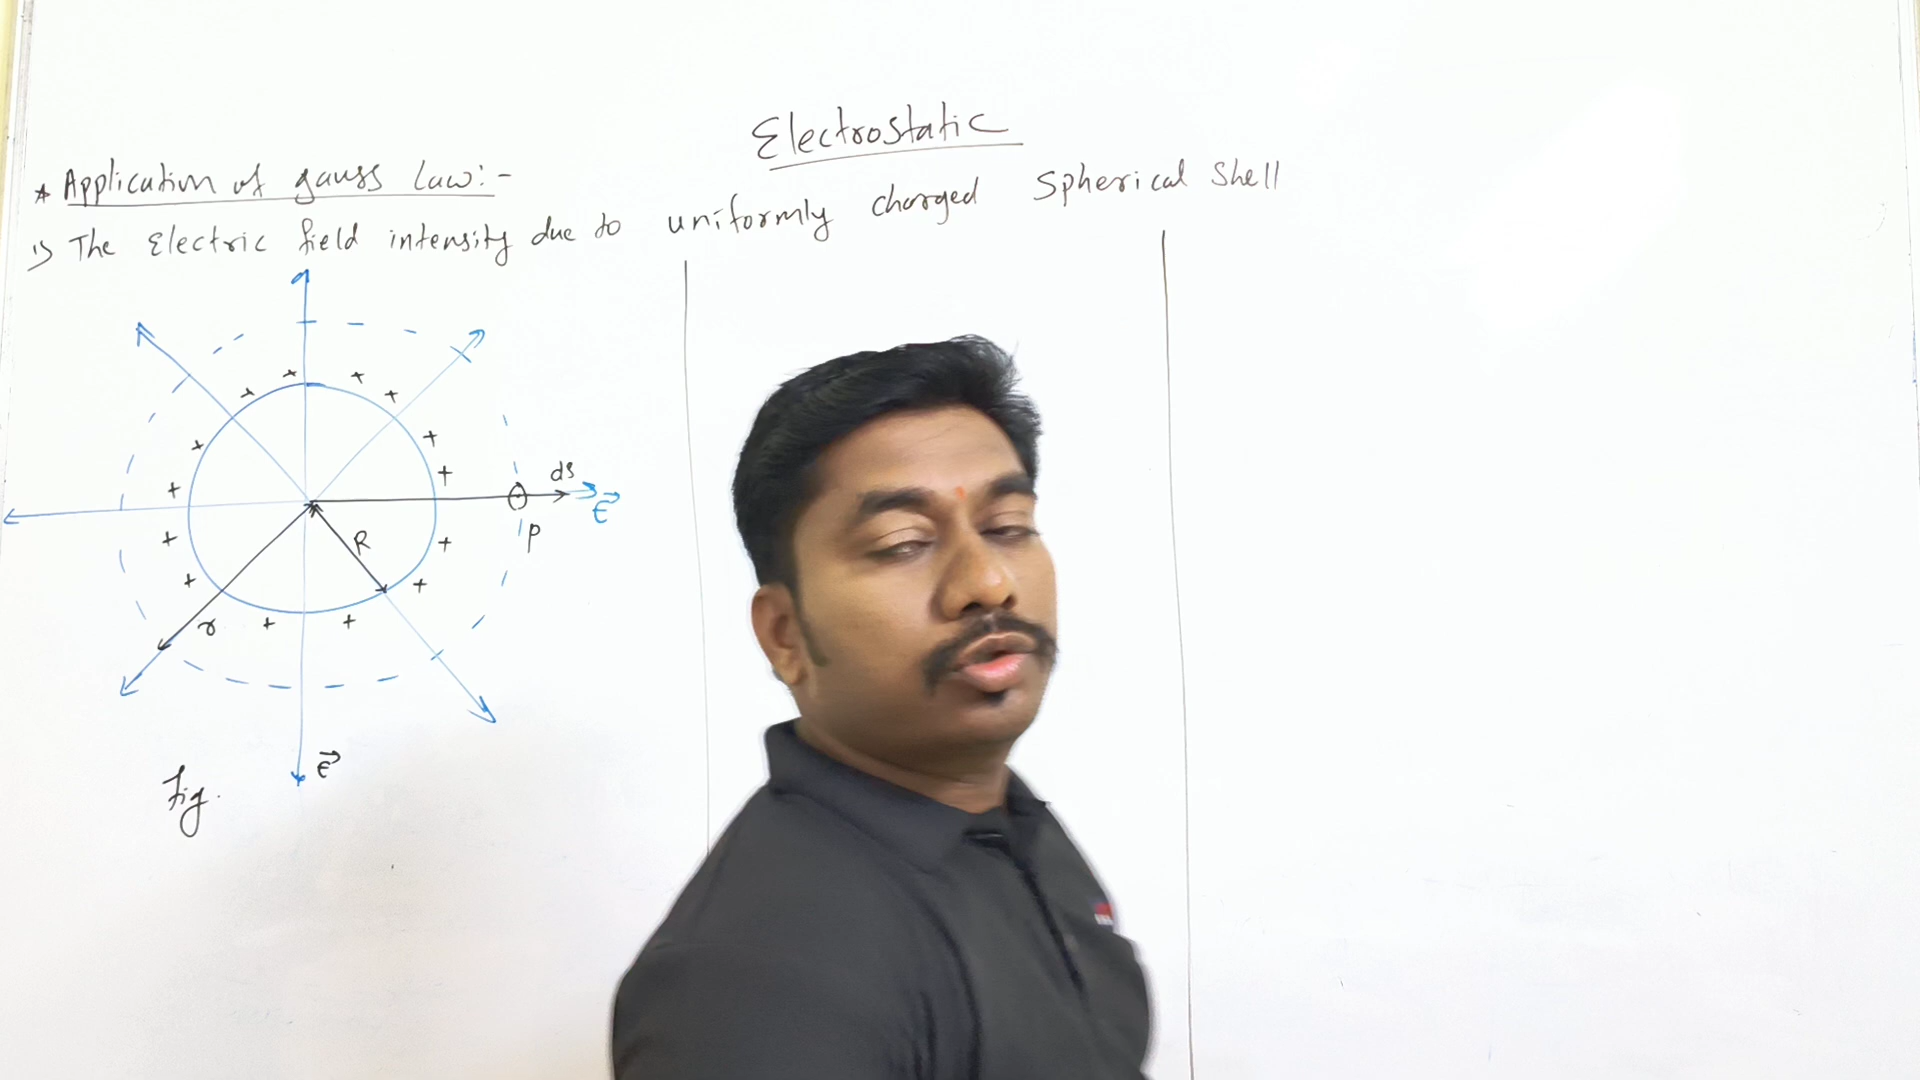 Electrostatic
* Application of gauss law:-
1) The Electric field intensity due to uniformly charged Spherical Shell
+ + + +
+ +
+ +
ds
E
p
R
+ +
+ +
r + +
E
Fig.